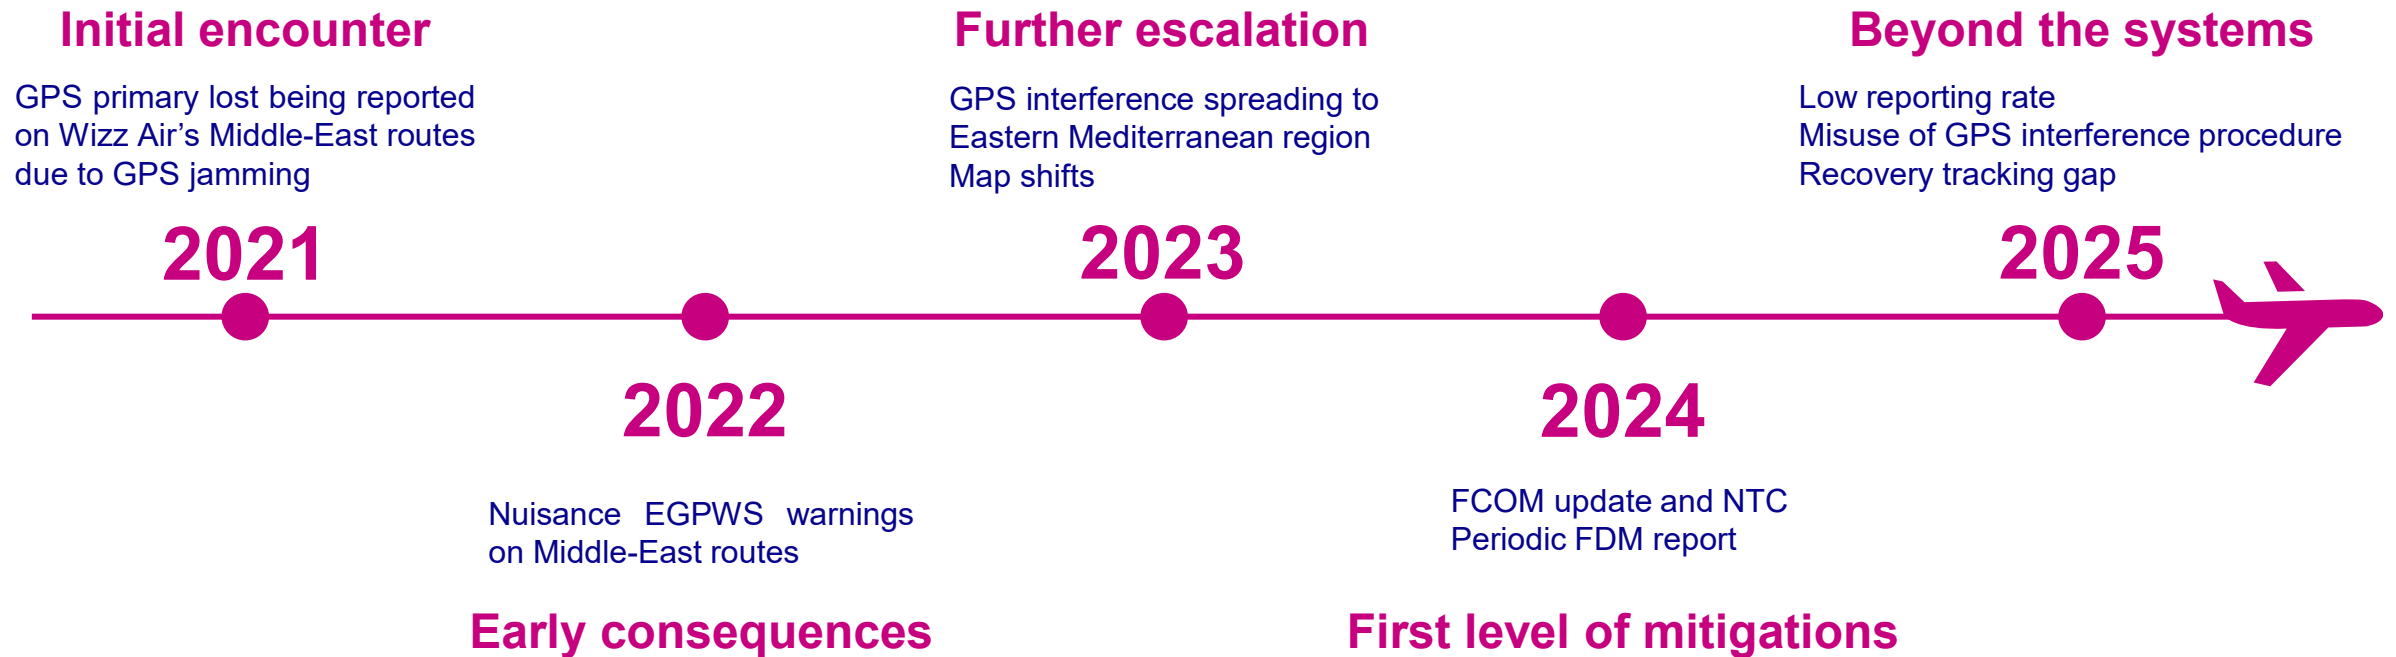 Initial encounter
GPS primary lost being reported
on Wizz Air’s Middle-East routes
due to GPS jamming
2021
2022
Nuisance EGPWS warnings
on Middle-East routes
Early consequences
Further escalation
GPS interference spreading to
Eastern Mediterranean region
Map shifts
2023
2024
FCOM update and NTC
Periodic FDM report
First level of mitigations
Beyond the systems
Low reporting rate
Misuse of GPS interference procedure
Recovery tracking gap
2025